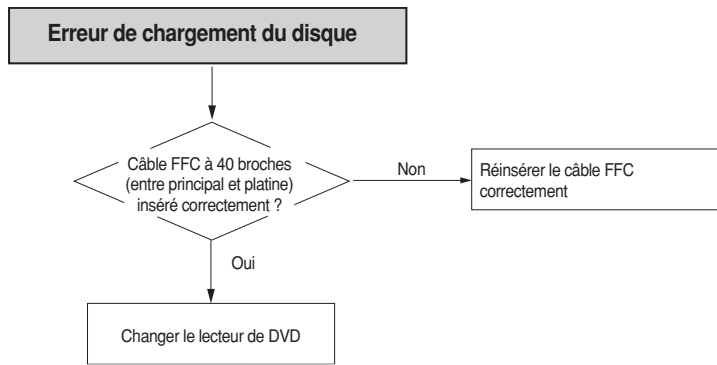 Erreur de chargement du disque
Câble FFC à 40 broches
(entre principal et platine)
inséré correctement ?
Non
Réinsérer le câble FFC
correctement
Oui
Changer le lecteur de DVD